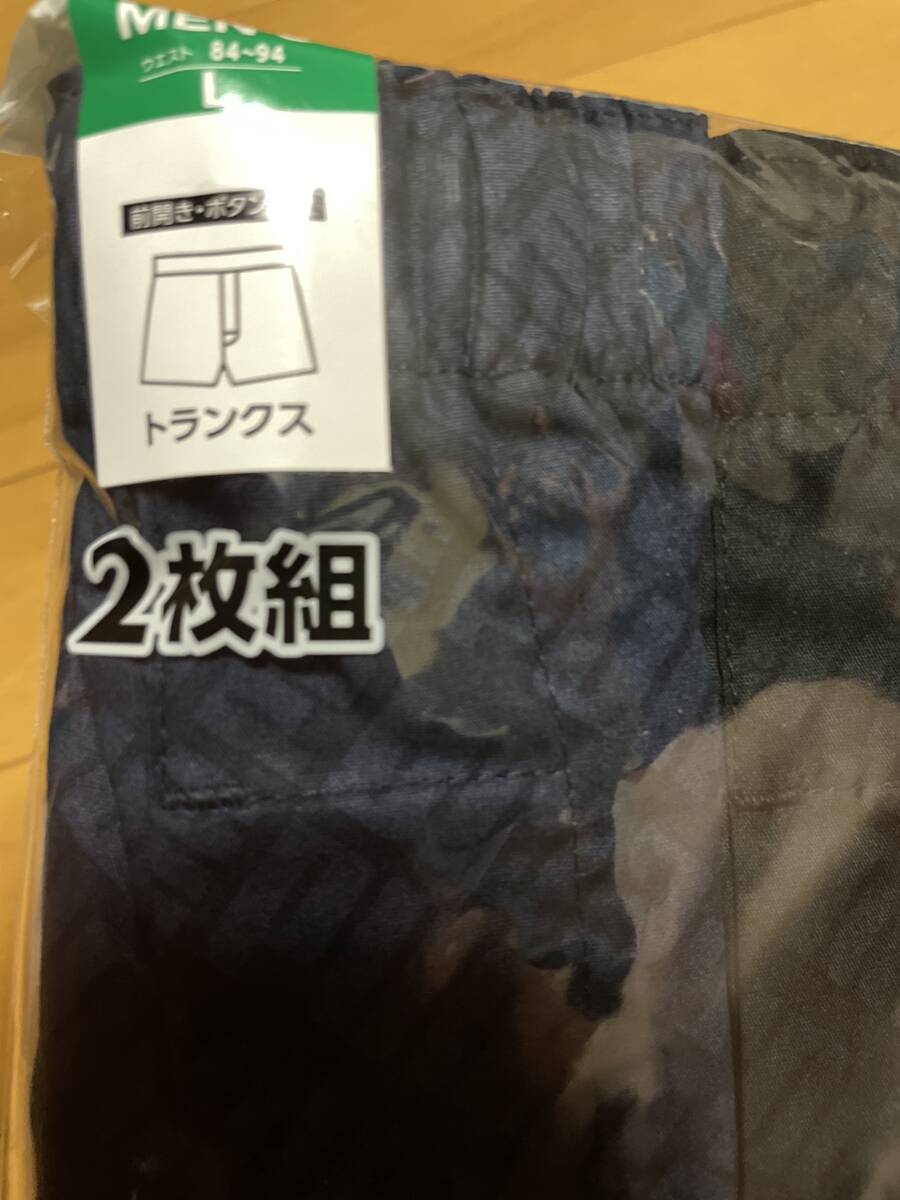 MEN'S
ウエスト 84~94
L
前開き・ボタン
トランクス
2枚組